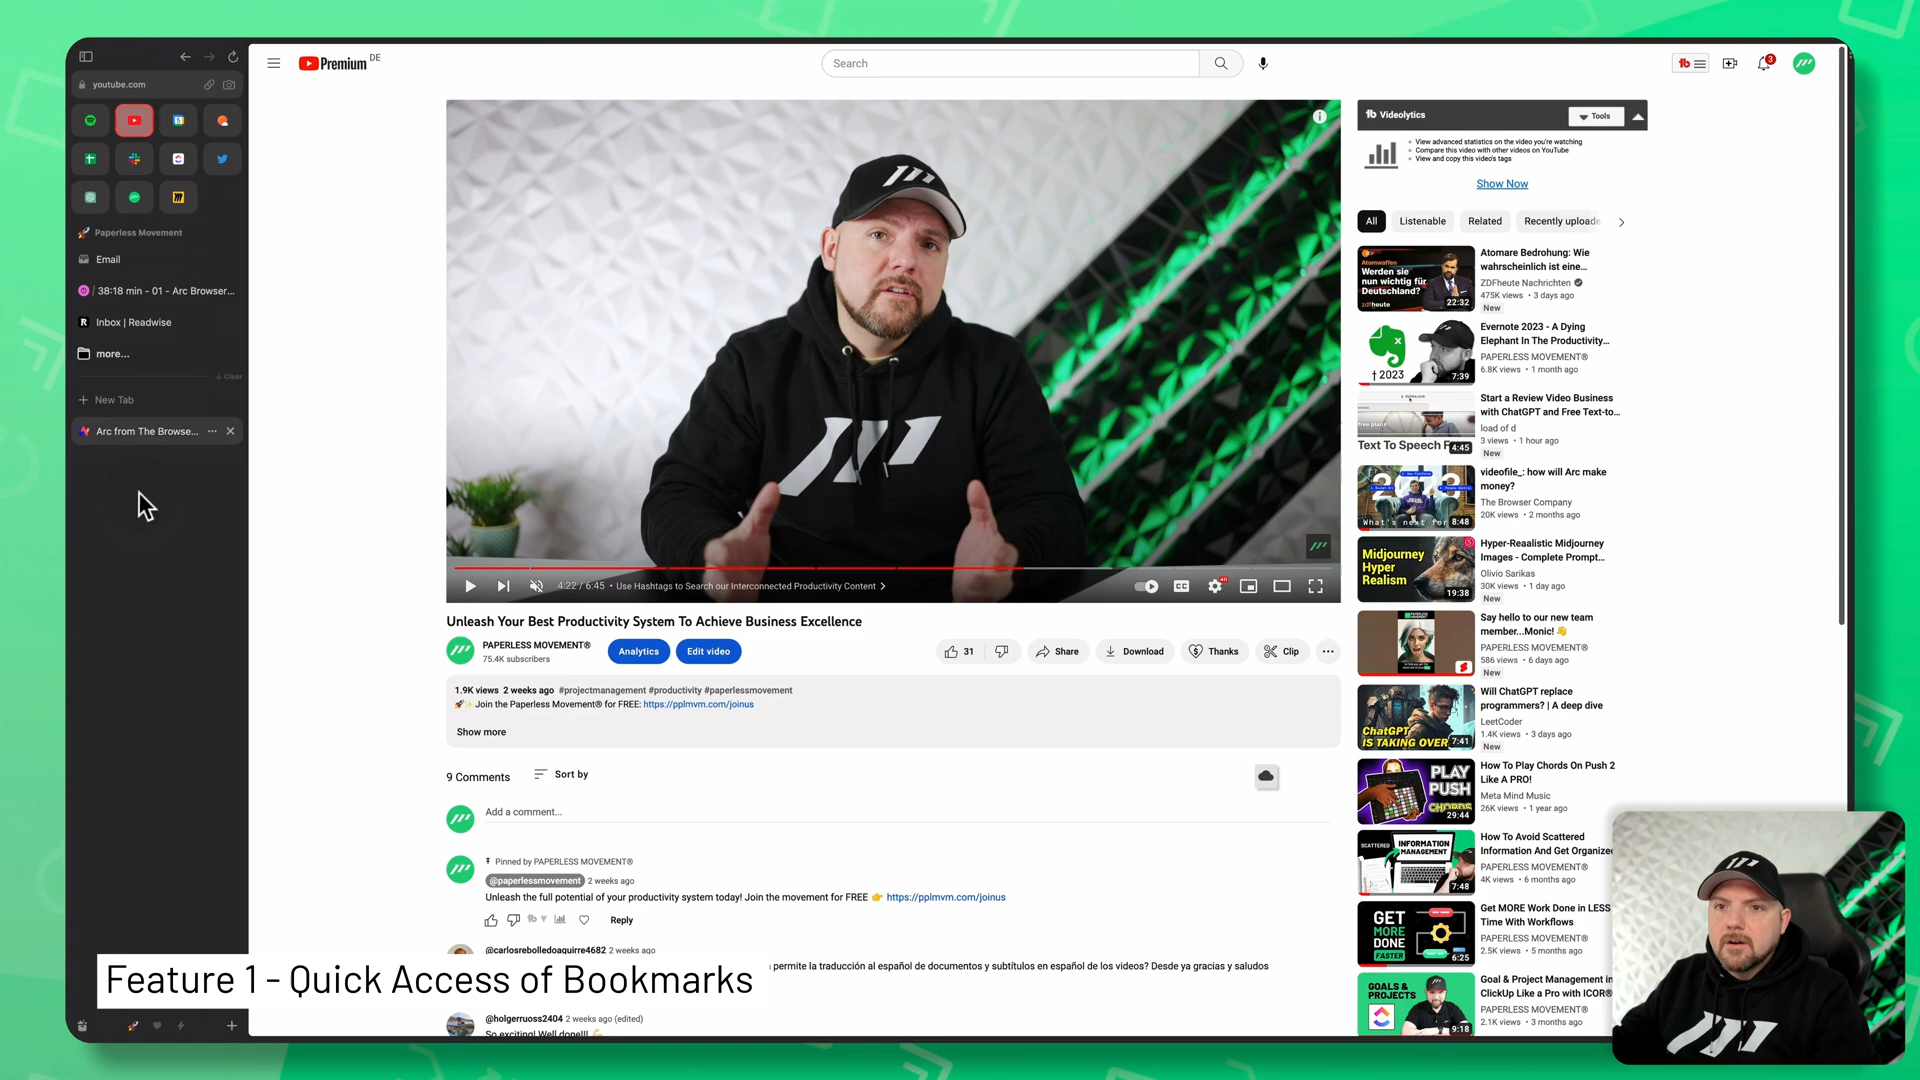 youtube.com
Paperless Movement
Email
/ 38:18 min - 01 - Arc Browser...
Inbox | Readwise
more...
Clear
+ New Tab
Arc from The Browse...
Premium DE
Search
3
4:22 / 6:45 • Use Hashtags to Search our Interconnected Productivity Content
CC
Unleash Your Best Productivity System To Achieve Business Excellence
PAPERLESS MOVEMENT®
75.4K subscribers
Analytics
Edit video
31
Share
Download
Thanks
Clip
1.9K views 2 weeks ago #projectmanagement #productivity #paperlessmovement
🚀✨ Join the Paperless Movement® for FREE: https://pplmvm.com/joinus
Show more
9 Comments
Sort by
Add a comment...
Pinned by PAPERLESS MOVEMENT®
@paperlessmovement 2 weeks ago
Unleash the full potential of your productivity system today! Join the movement for FREE 👉 https://pplmvm.com/joinus
Reply
@carlosrebolledoaguirre4682 2 weeks ago
permite la traducción al español de documentos y subtítulos en español de los videos? Desde ya gracias y saludos
@holgerruoss2404 2 weeks ago (edited)
So exciting! Well done!!! 💪
Feature 1 - Quick Access of Bookmarks
tb Videolytics
Tools
View advanced statistics on the video you're watching
Compare this video with other videos on YouTube
View and copy this video's tags
Show Now
All
Listenable
Related
Recently uploade
Atomwaffen
Werden sie
nun wichtig für
Deutschland?
zdfheute
22:32
Atomare Bedrohung: Wie
wahrscheinlich ist eine...
ZDFheute Nachrichten
475K views • 3 days ago
New
† 2023
7:39
Evernote 2023 - A Dying
Elephant In The Productivity...
PAPERLESS MOVEMENT®
6.8K views • 1 month ago
Text To Speech F
4:45
Start a Review Video Business
with ChatGPT and Free Text-to...
load of d
3 views • 1 hour ago
New
2023
What's next for
8:48
videofile_: how will Arc make
money?
The Browser Company
20K views • 2 months ago
Midjourney
Hyper
Realism
19:38
Hyper-Reaalistic Midjourney
Images - Complete Prompt...
Olivio Sarikas
30K views • 1 day ago
New
Say hello to our new team
member...Monic! 👋
PAPERLESS MOVEMENT®
586 views • 6 days ago
New
ChatGPT
IS TAKING OVER
7:41
Will ChatGPT replace
programmers? | A deep dive
LeetCoder
1.4K views • 3 days ago
New
PLAY
PUSH
CHORDS
29:44
How To Play Chords On Push 2
Like A PRO!
Meta Mind Music
26K views • 1 year ago
SCATTERED
INFORMATION
MANAGEMENT
7:48
How To Avoid Scattered
Information And Get Organize
PAPERLESS MOVEMENT®
4K views • 6 months ago
GET
MORE
DONE
FASTER
6:25
Get MORE Work Done in LESS
Time With Workflows
PAPERLESS MOVEMENT®
2.5K views • 5 months ago
GOALS &
PROJECTS
9:18
Goal & Project Management in
ClickUp Like a Pro with ICOR®
PAPERLESS MOVEMENT®
2.1K views • 3 months ago